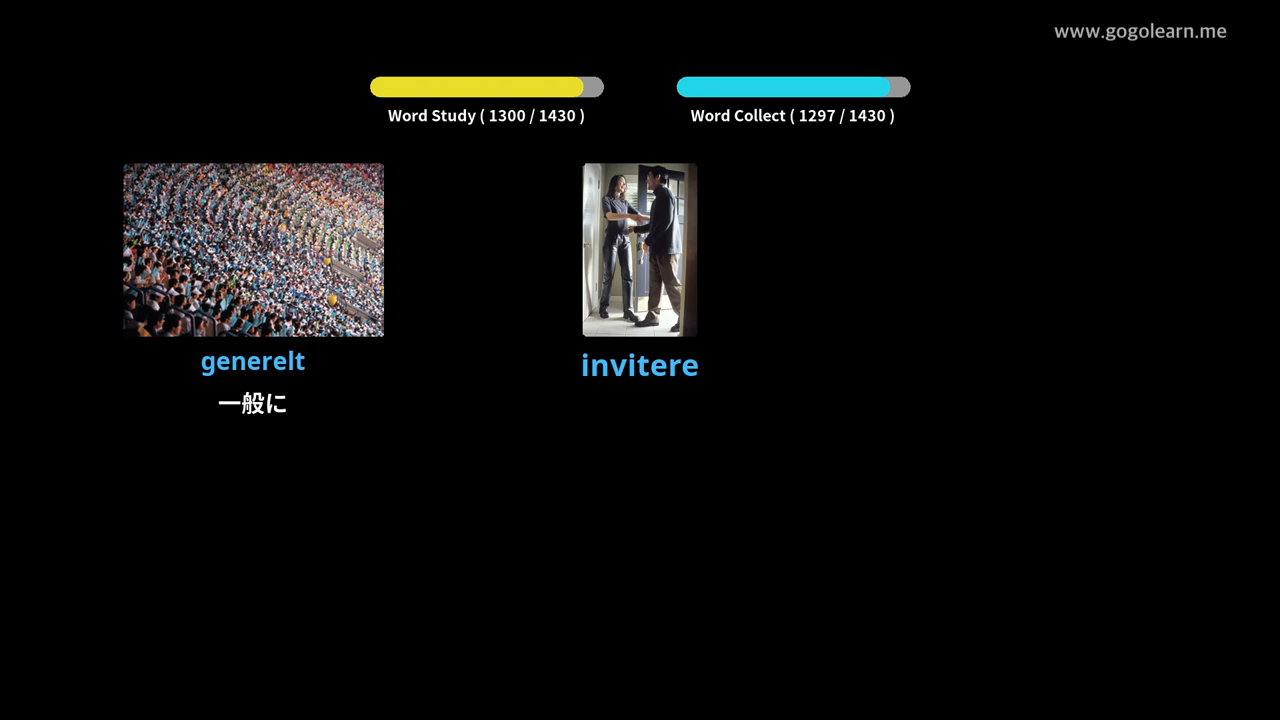 www.gogolearn.me
Word Study ( 1300 / 1430 )
Word Collect ( 1297 / 1430 )
generelt
一般に
invitere